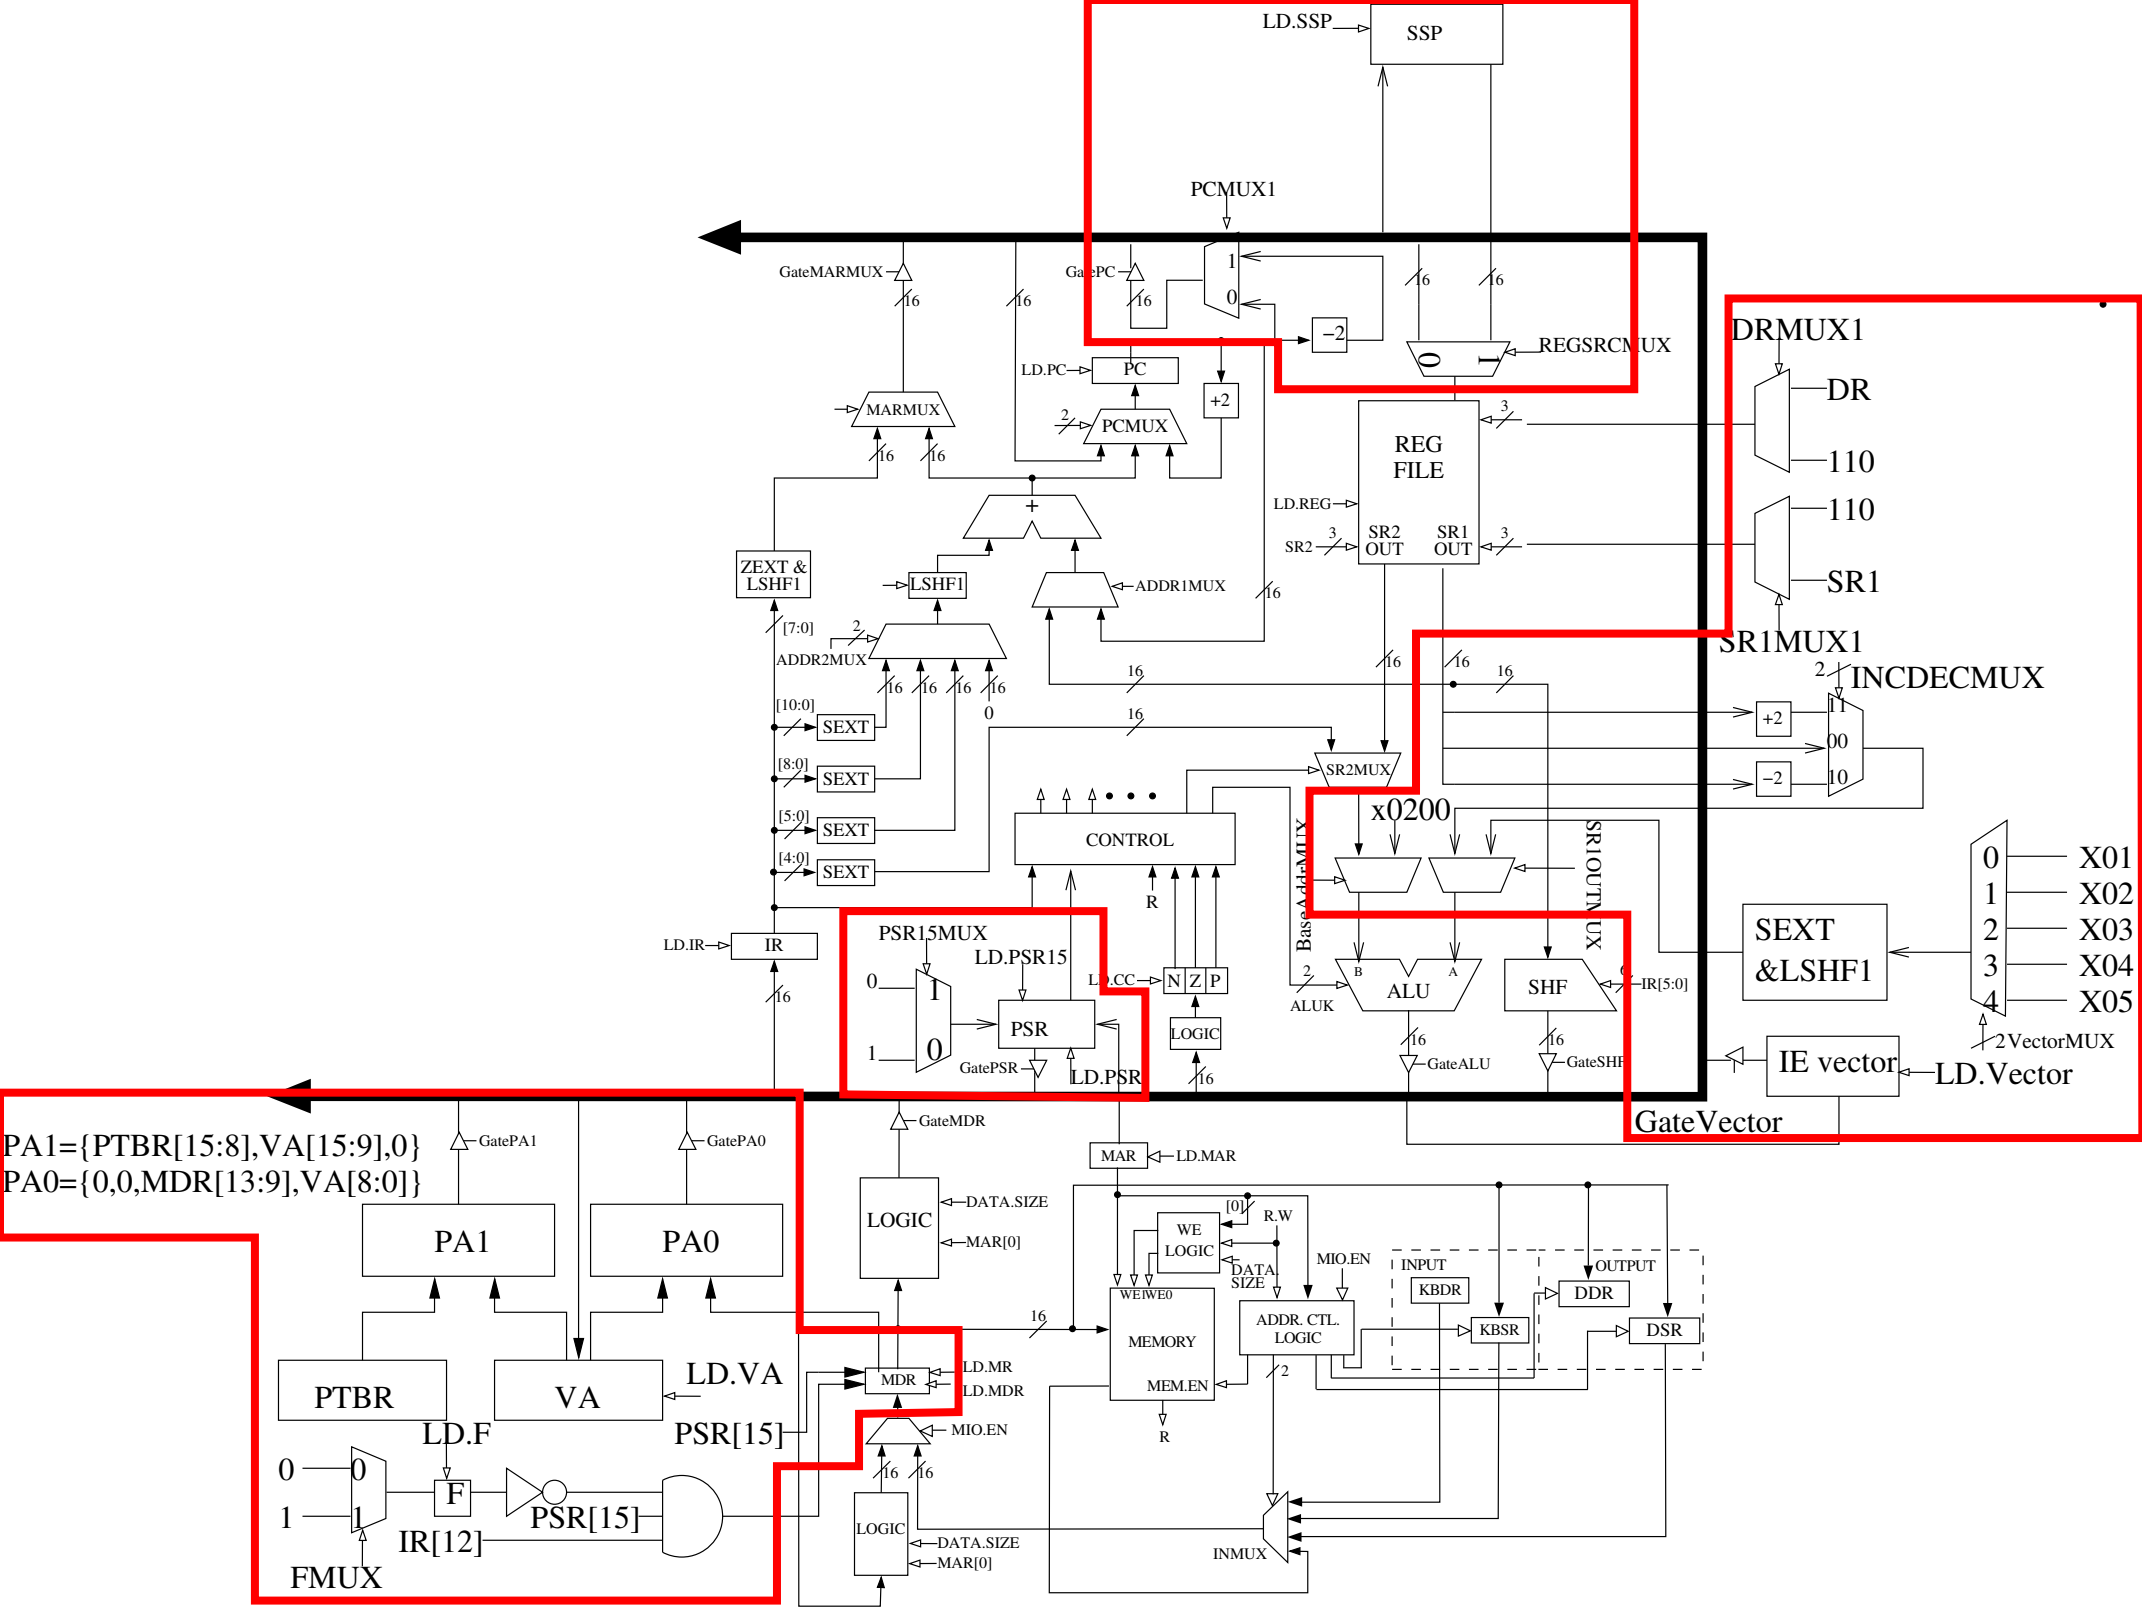 LD.SSP
SSP
PCMUX1
GateMARMUX
16
16
GatePC
16
1
0
16
16
−2
REGSRCMUX
0
1
DRMUX1
DR
110
LD.PC
PC
+2
MARMUX
2
PCMUX
16
16
3
REG
FILE
110
SR1
SR1MUX1
+
LD.REG
SR2
3
SR2
OUT
SR1
OUT
3
ZEXT &
LSHF1
LSHF1
ADDR1MUX
16
[7:0]
2
ADDR2MUX
16
16
16
16
0
16
16
16
16
2
INCDECMUX
+2
11
00
−2
10
[10:0]
SEXT
16
[8:0]
SEXT
SR2MUX
[5:0]
SEXT
[4:0]
SEXT
CONTROL
x0200
BaseAddrMUX
SR1OUTMUX
R
0
X01
1
X02
2
X03
3
X04
4
X05
2
VectorMUX
SEXT
&LSHF1
LD.IR
IR
16
PSR15MUX
LD.PSR15
0
1
1
0
PSR
GatePSR
LD.PSR
LD.CC
N
Z
P
LOGIC
16
2
ALUK
B
A
ALU
SHF
6
IR[5:0]
16
GateALU
16
GateSHF
IE vector
LD.Vector
GateVector
PA1={PTBR[15:8],VA[15:9],0}
PA0={0,0,MDR[13:9],VA[8:0]}
GatePA1
GatePA0
GateMDR
MAR
LD.MAR
PA1
PA0
LOGIC
DATA.SIZE
MAR[0]
[0]
R.W
WE
LOGIC
DATA.
SIZE
MIO.EN
INPUT
OUTPUT
KBDR
DDR
KBSR
DSR
WE1
WE0
MEMORY
MEM.EN
R
ADDR. CTL.
LOGIC
2
16
PTBR
VA
LD.VA
MDR
LD.MR
LD.MDR
PSR[15]
MIO.EN
16
16
LD.F
0
0
1
1
F
PSR[15]
IR[12]
FMUX
LOGIC
DATA.SIZE
MAR[0]
INMUX